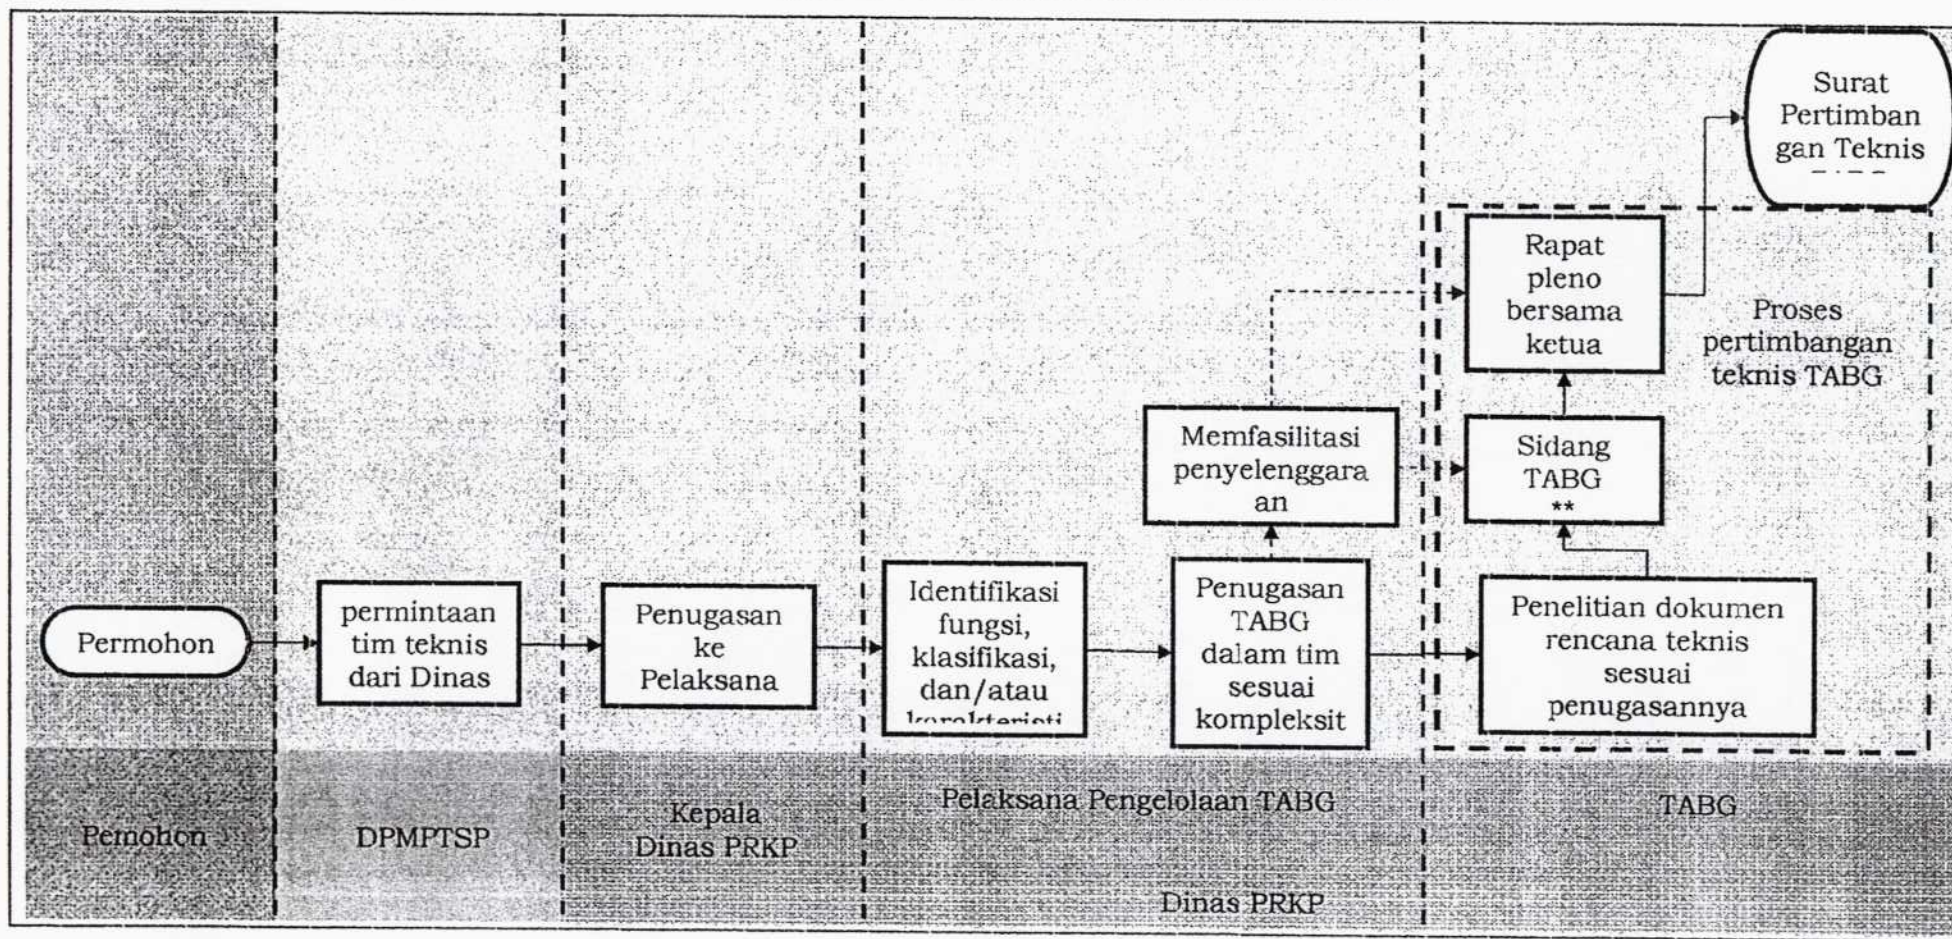 Surat
Pertimban
gan Teknis
Rapat
pleno
bersama
ketua
Proses
pertimbangan
teknis TABG
Memfasilitasi
penyelenggara
an
Sidang
TABG
**
Permohon
permintaan
tim teknis
dari Dinas
Penugasan
ke
Pelaksana
Identifikasi
fungsi,
klasifikasi,
dan/atau
karakteristi
Penugasan
TABG
dalam tim
sesuai
kompleksit
Penelitian dokumen
rencana teknis
sesuai
penugasannya
Pemohon
DPMPTSP
Kepala
Dinas PRKP
Pelaksana Pengelolaan TABG
TABG
Dinas PRKP